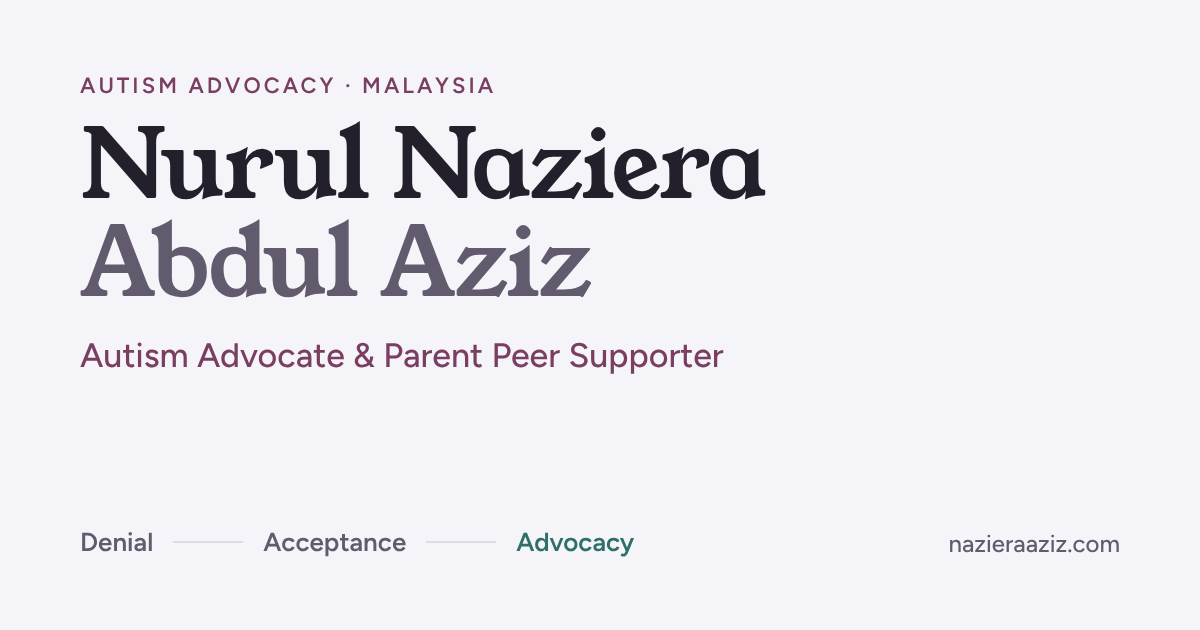 AUTISM ADVOCACY · MALAYSIA
Nurul Naziera
Abdul Aziz
Autism Advocate & Parent Peer Supporter
Denial Acceptance Advocacy nazieraaziz.com